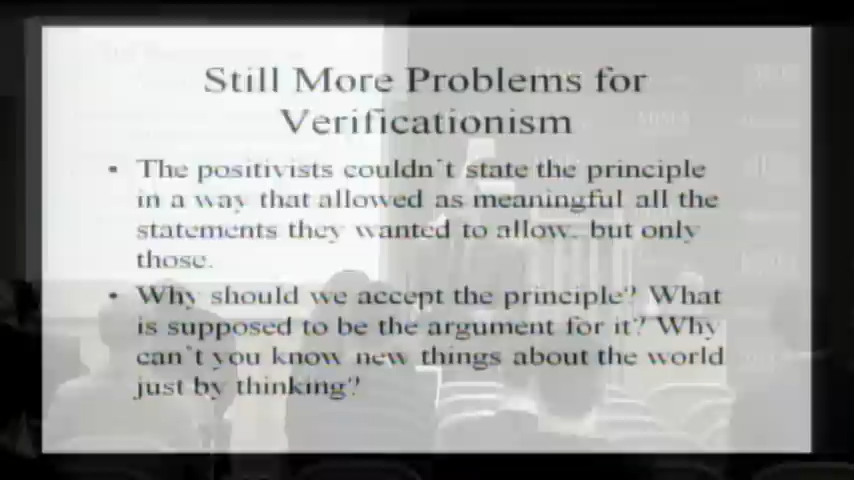 Still More Problems for
Verificationism
• The positivists couldn't state the principle
in a way that allowed as meaningful all the
statements they wanted to allow, but only
those.
• Why should we accept the principle? What
is supposed to be the argument for it? Why
can't you know new things about the world
just by thinking?